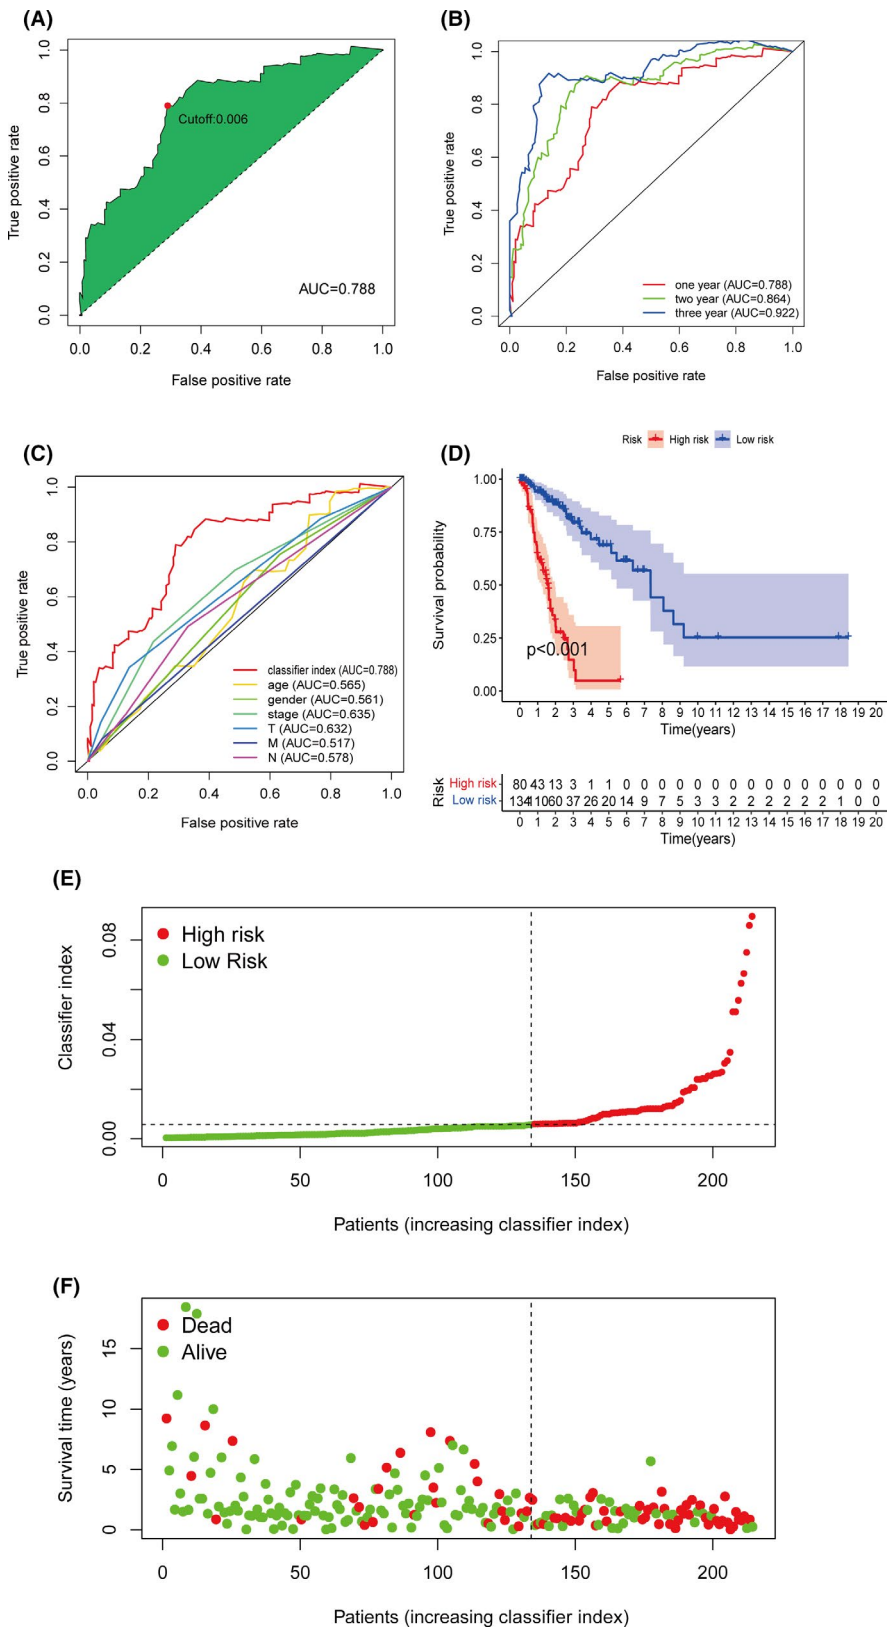 (A)
True positive rate
1.0
0.8
0.6
0.4
0.2
0.0
Cutoff:0.006
AUC=0.788
0.0 0.2 0.4 0.6 0.8 1.0
False positive rate
(B)
True positive rate
1.0
0.8
0.6
0.4
0.2
0.0
one year (AUC=0.788)
two year (AUC=0.864)
three year (AUC=0.922)
0.0 0.2 0.4 0.6 0.8 1.0
False positive rate
(C)
True positive rate
1.0
0.8
0.6
0.4
0.2
0.0
classifier index (AUC=0.788)
age (AUC=0.565)
gender (AUC=0.561)
stage (AUC=0.635)
T (AUC=0.632)
M (AUC=0.517)
N (AUC=0.578)
0.0 0.2 0.4 0.6 0.8 1.0
False positive rate
(D)
Risk High risk Low risk
Survival probability
1.00
0.75
0.50
0.25
0.00
p<0.001
0 1 2 3 4 5 6 7 8 9 10 11 12 13 14 15 16 17 18 19 20
Time(years)
Risk
High risk 80 43 13 3 1 1 0 0 0 0 0 0 0 0 0 0 0 0 0 0 0
Low risk 134 110 60 37 26 20 14 9 7 5 3 3 2 2 2 2 2 2 1 0 0
0 1 2 3 4 5 6 7 8 9 10 11 12 13 14 15 16 17 18 19 20
Time(years)
(E)
Classifier index
0.08
0.04
0.00
High risk
Low Risk
0 50 100 150 200
Patients (increasing classifier index)
(F)
Survival time (years)
15
10
5
0
Dead
Alive
0 50 100 150 200
Patients (increasing classifier index)